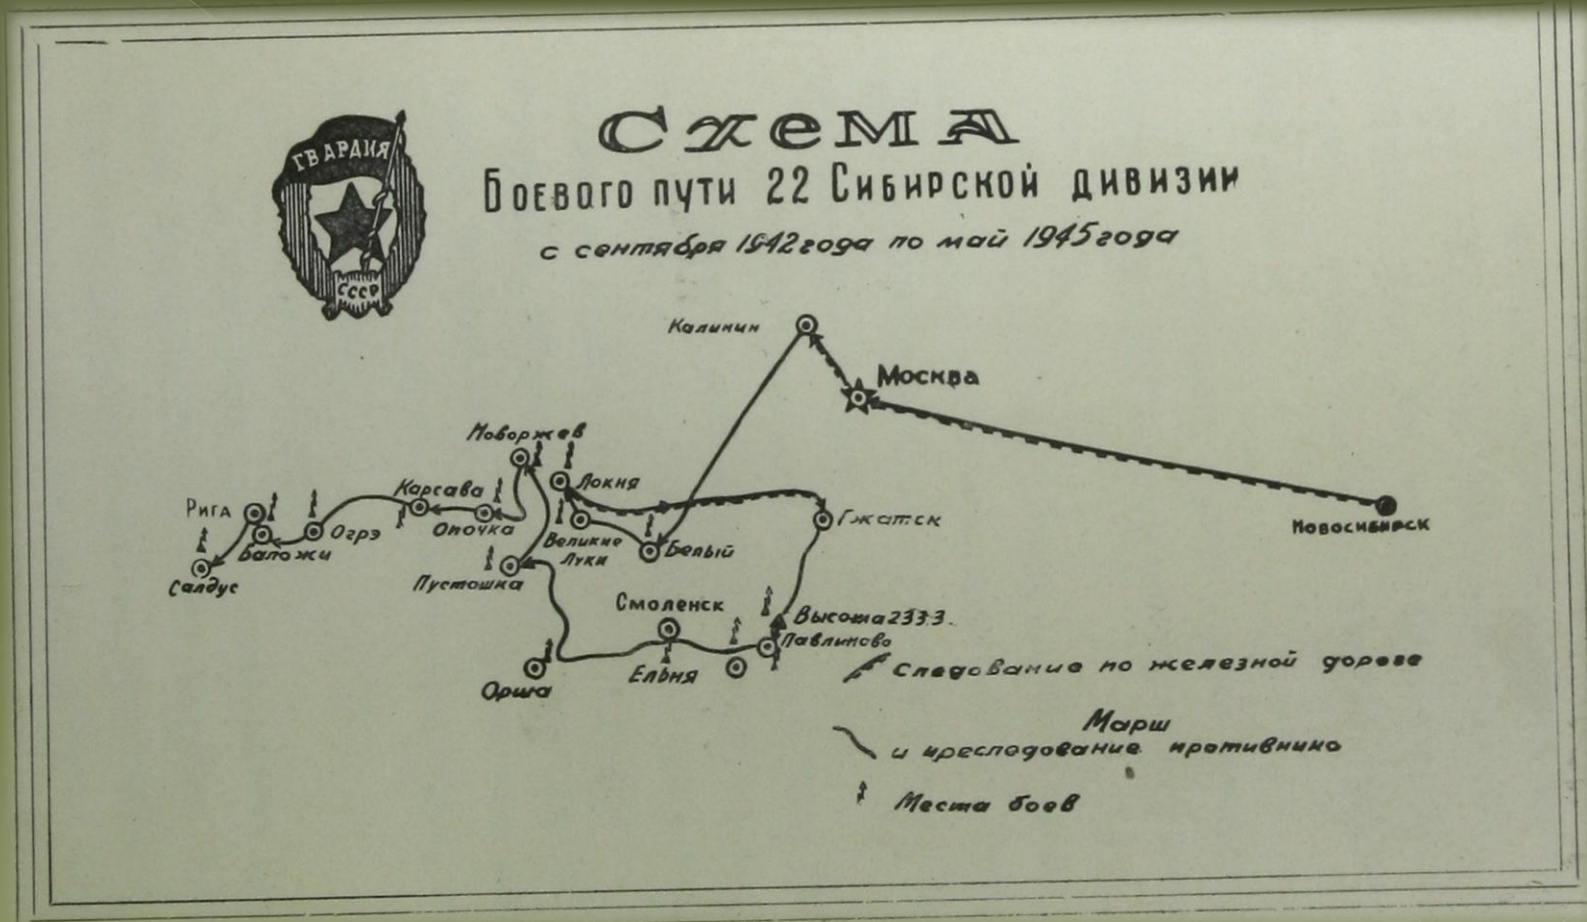 ГВАРДИЯ
СССР
Схема
Боевого пути 22 Сибирской дивизии
с сентября 1942 года по май 1945 года
Калинин
Москва
Новоржев
Локня
Карсава
Рига
Опочка
Огрэ
Гжатск
Новосибирск
Великие
Луки
Белый
Баложи
Пустошка
Салдус
Смоленск
Высота 233.3.
Павлиново
Ельня
Орша
Следование по железной дороге
Марш
и преследование противника
Места боев